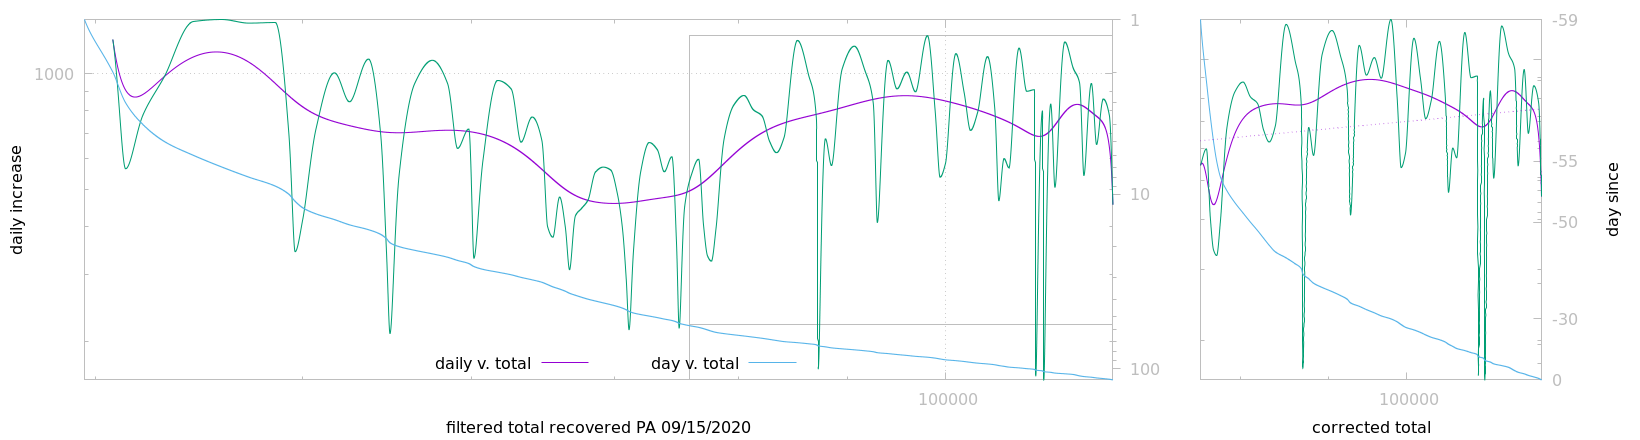 1000
daily increase
daily v. total
day v. total
1
10
100
100000
filtered total recovered PA 09/15/2020
-59
-55
-50
-30
0
day since
100000
corrected total